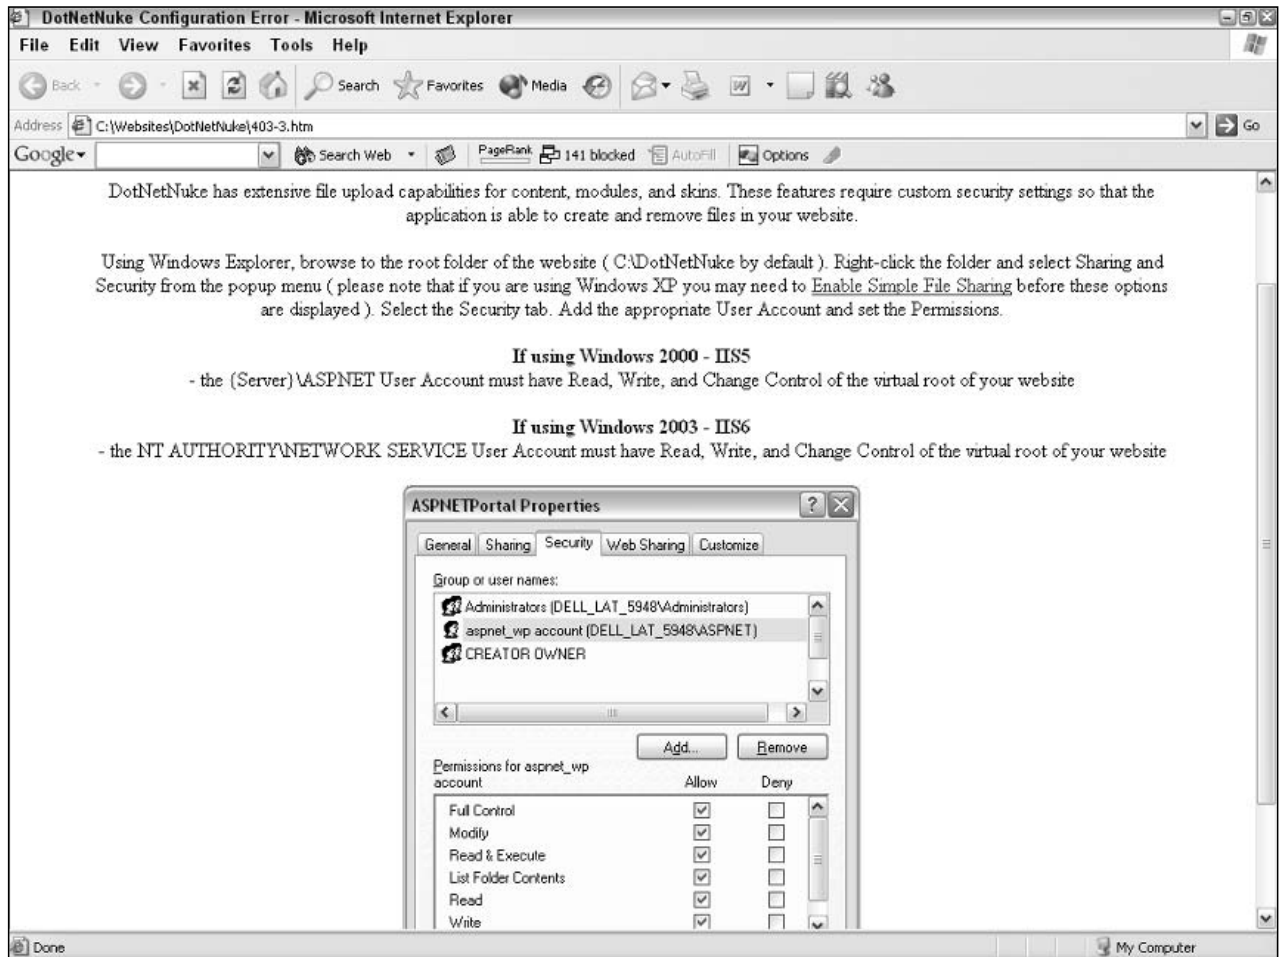 DotNetNuke Configuration Error - Microsoft Internet Explorer
File Edit View Favorites Tools Help
Back Search Favorites Media
Address C:\Websites\DotNetNuke\403-3.htm Go
Google Search Web PageRank 141 blocked AutoFill Options
DotNetNuke has extensive file upload capabilities for content, modules, and skins. These features require custom security settings so that the
application is able to create and remove files in your website.
Using Windows Explorer, browse to the root folder of the website ( C:\DotNetNuke by default ). Right-click the folder and select Sharing and
Security from the popup menu ( please note that if you are using Windows XP you may need to Enable Simple File Sharing before these options
are displayed ). Select the Security tab. Add the appropriate User Account and set the Permissions.
If using Windows 2000 - IIS5
- the (Server)\ASPNET User Account must have Read, Write, and Change Control of the virtual root of your website
If using Windows 2003 - IIS6
- the NT AUTHORITY\NETWORK SERVICE User Account must have Read, Write, and Change Control of the virtual root of your website
ASPNETPortal Properties
General Sharing Security Web Sharing Customize
Group or user names:
Administrators (DELL_LAT_5948\Administrators)
aspnet_wp account (DELL_LAT_5948\ASPNET)
CREATOR OWNER
Add... Remove
Permissions for aspnet_wp
account Allow Deny
Full Control
Modify
Read & Execute
List Folder Contents
Read
Write
Done My Computer